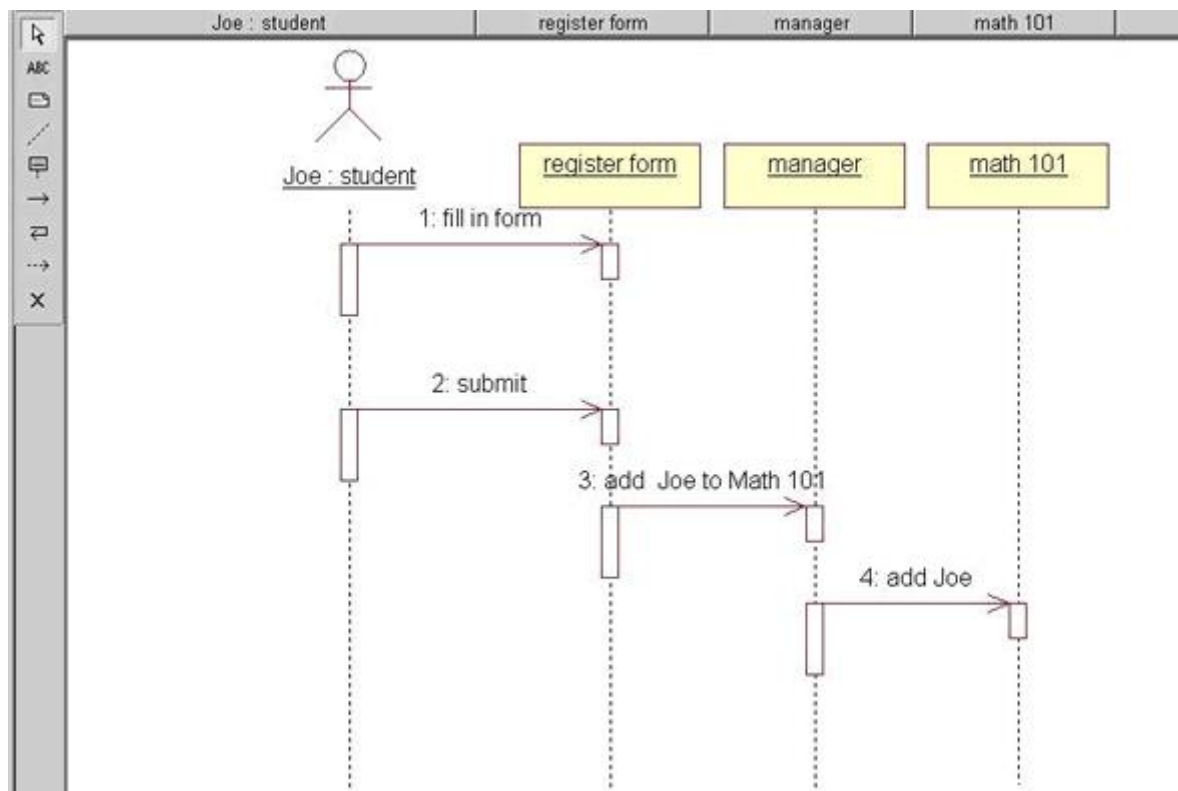 Joe : student
register form
manager
math 101
ABC
Joe : student
register form
manager
math 101
1: fill in form
2: submit
3: add  Joe to Math 101
4: add Joe